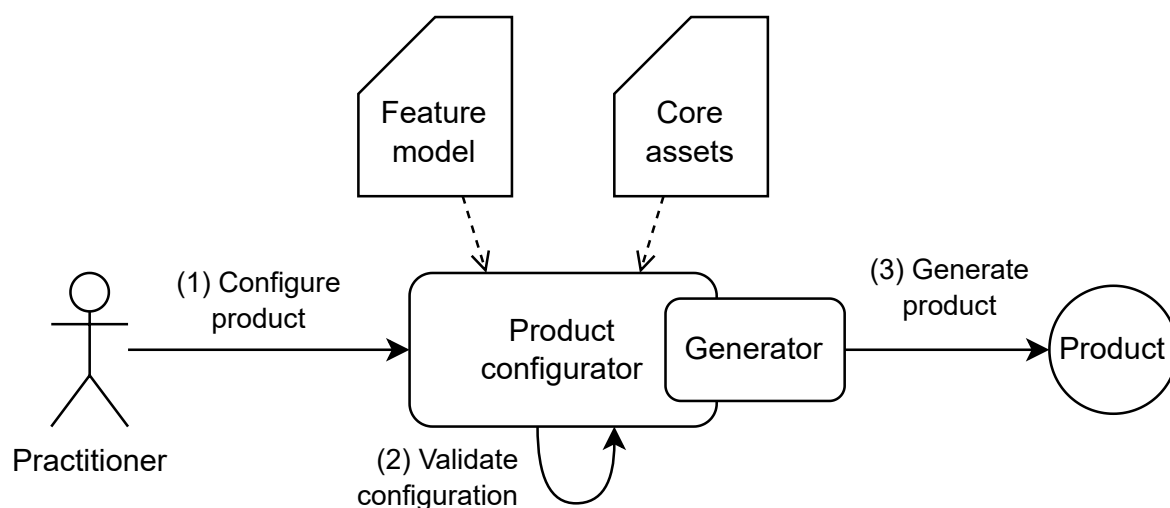 Feature
model
Core
assets
(1) Configure
product
(3) Generate
product
Product
configurator
Generator
Product
Practitioner
(2) Validate
configuration